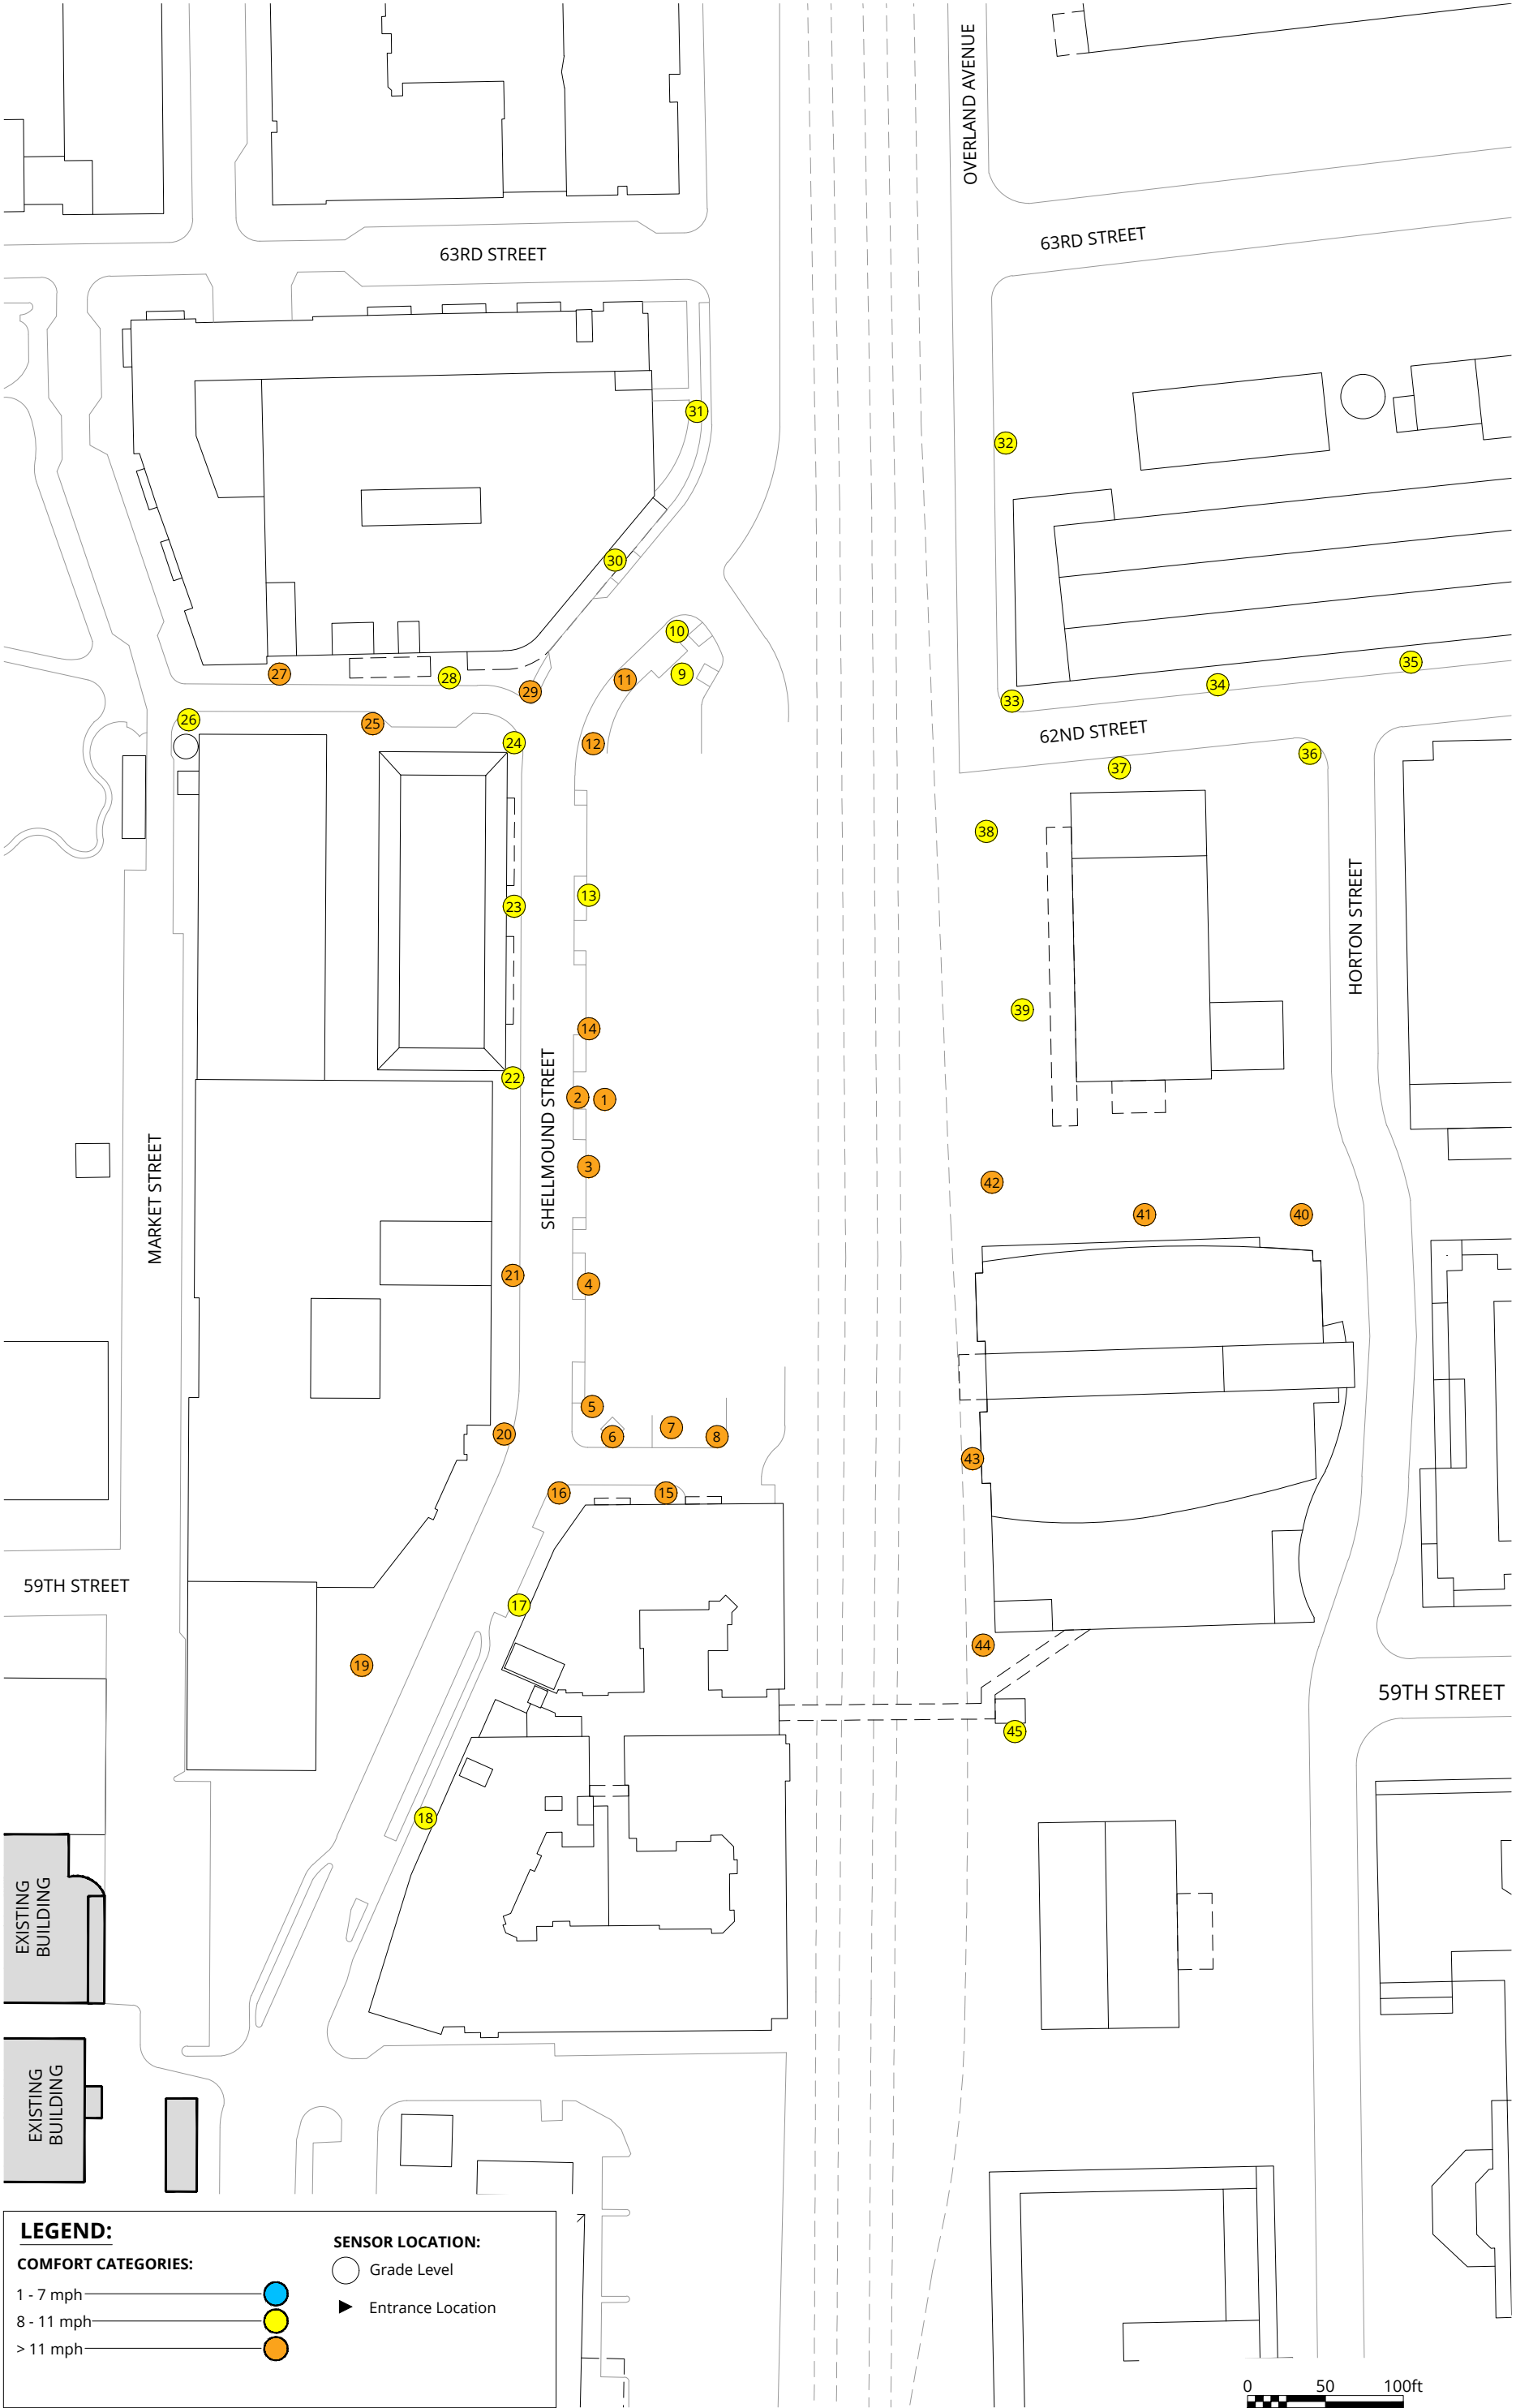 OVERLAND AVENUE
63RD STREET
63RD STREET
31
32
30
10
35
9
27
28
11
34
29
33
26
25
62ND STREET
24
12
36
37
38
13
23
HORTON STREET
39
14
22
2
1
SHELLMOUND STREET
3
MARKET STREET
42
41
40
21
4
5
7
20
6
8
43
16
15
59TH STREET
17
44
19
59TH STREET
45
18
EXISTING
BUILDING
EXISTING
BUILDING
LEGEND:
COMFORT CATEGORIES:
1 - 7 mph
8 - 11 mph
> 11 mph
SENSOR LOCATION:
Grade Level
Entrance Location
0 50 100ft